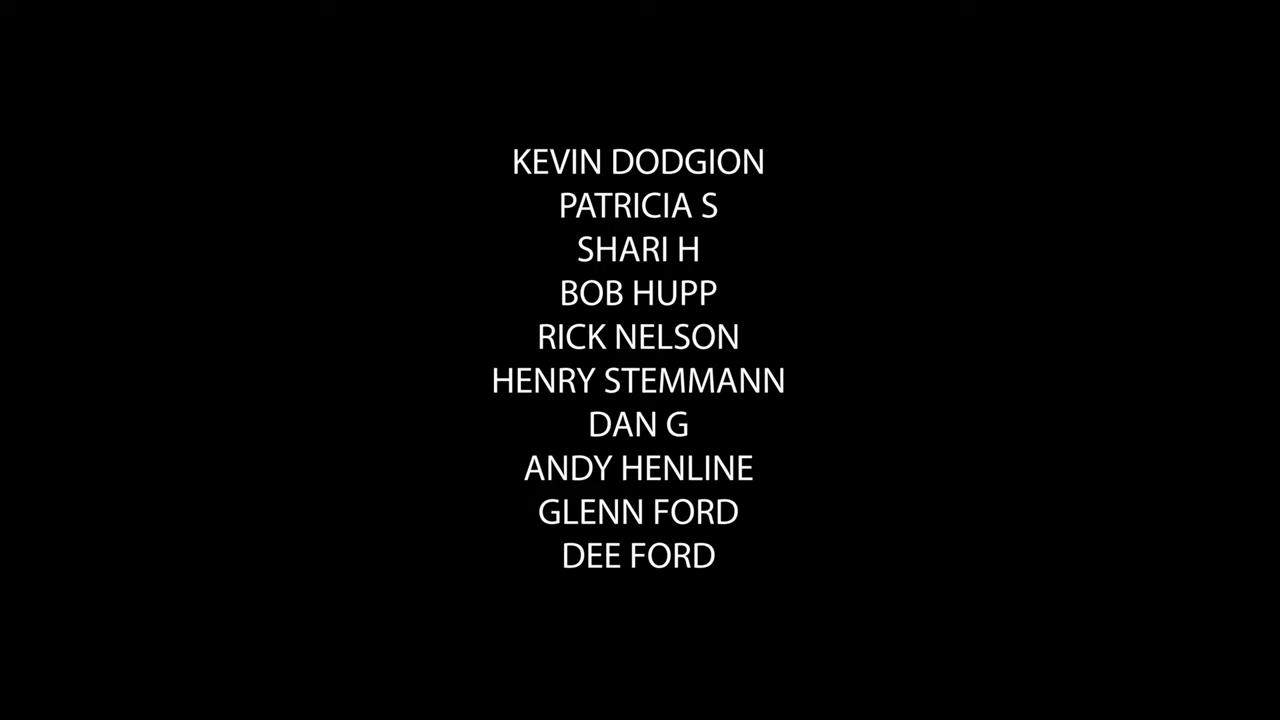 KEVIN DODGION
PATRICIA S
SHARI H
BOB HUPP
RICK NELSON
HENRY STEMMANN
DAN G
ANDY HENLINE
GLENN FORD
DEE FORD